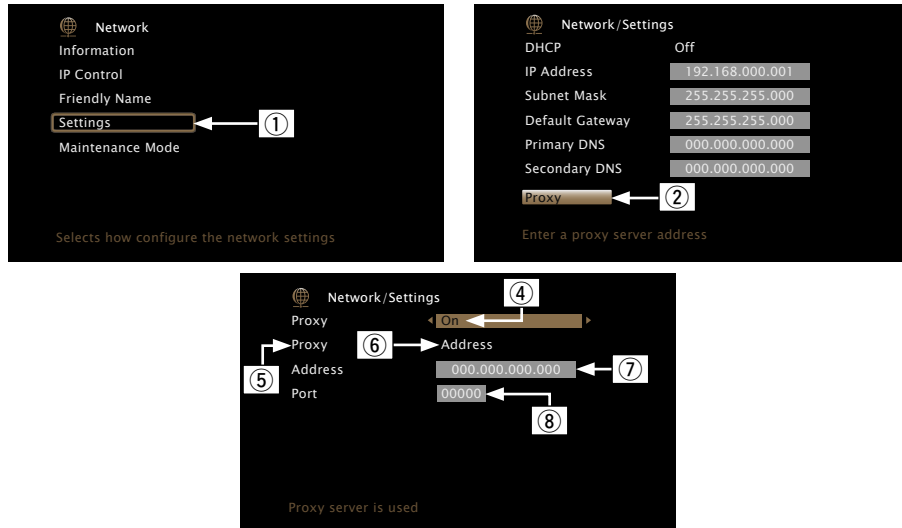 Network
Information
IP Control
Friendly Name
Settings
①
Maintenance Mode
Selects how configure the network settings
Network/Settings
DHCP Off
IP Address 192.168.000.001
Subnet Mask 255.255.255.000
Default Gateway 255.255.255.000
Primary DNS 000.000.000.000
Secondary DNS 000.000.000.000
Proxy ②
Enter a proxy server address
Network/Settings ④
Proxy On
⑤ Proxy ⑥ Address
Address 000.000.000.000 ⑦
Port 00000 ⑧
Proxy server is used